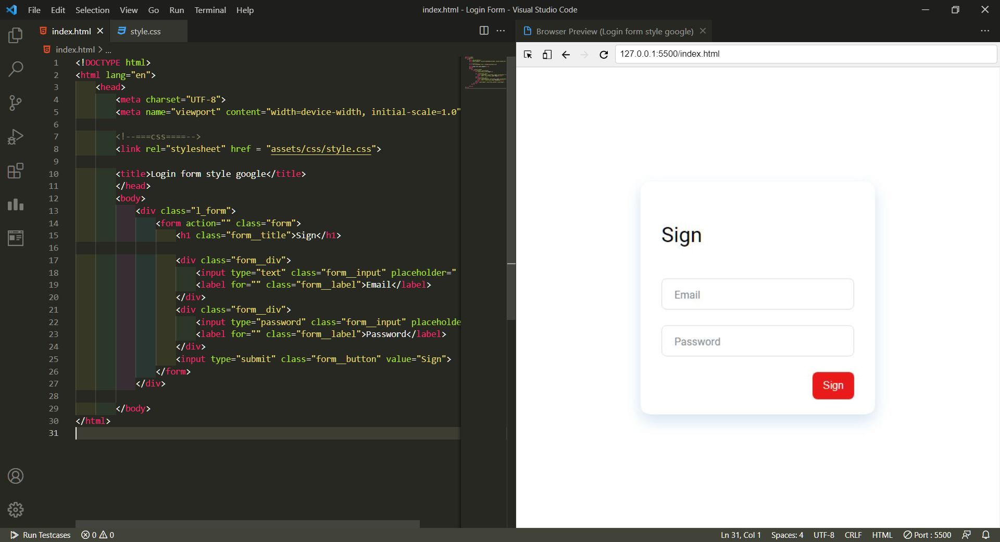 File Edit Selection View Go Run Terminal Help
index.html - Login Form - Visual Studio Code
index.html
style.css
Browser Preview (Login form style google)
index.html > ...
127.0.0.1:5500/index.html
1 <!DOCTYPE html>
2 <html lang="en">
3 <head>
4 <meta charset="UTF-8">
5 <meta name="viewport" content="width=device-width, initial-scale=1.0"
6
7 <!--===css====-->
8 <link rel="stylesheet" href = "assets/css/style.css">
9
10 <title>Login form style google</title>
11 </head>
12 <body>
13 <div class="l_form">
14 <form action="" class="form">
15 <h1 class="form__title">Sign</h1>
16
17 <div class="form__div">
18 <input type="text" class="form__input" placeholder="
19 <label for="" class="form__label">Email</label>
20 </div>
21 <div class="form__div">
22 <input type="password" class="form__input" placeholde
23 <label for="" class="form__label">Password</label>
24 </div>
25 <input type="submit" class="form__button" value="Sign">
26 </form>
27 </div>
28
29 </body>
30 </html>
31
Sign
Email
Password
Sign
Run Testcases 0 0
Ln 31, Col 1 Spaces: 4 UTF-8 CRLF HTML Port : 5500